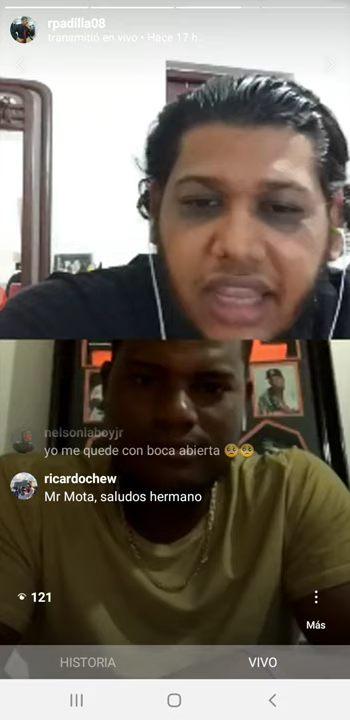 rpadilla08
transmitió en vivo • Hace 17 h...
nelsonlaboyjr
yo me quede con boca abierta 🥺🥺
ricardochew
Mr Mota, saludos hermano
121
Más
HISTORIA
VIVO